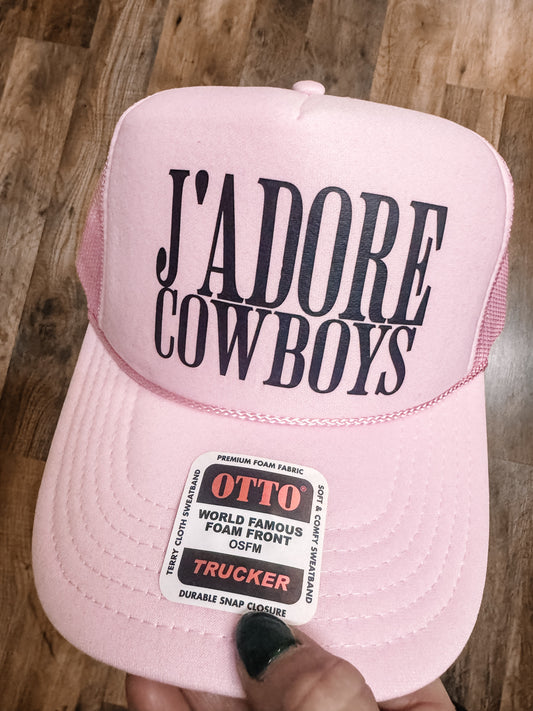 J'ADORE
COWBOYS
PREMIUM FOAM FABRIC
TERRY CLOTH SWEATBAND
SOFT & COMFY SWEATBAND
OTTO®
WORLD FAMOUS
FOAM FRONT
OSFM
TRUCKER
DURABLE SNAP CLOSURE